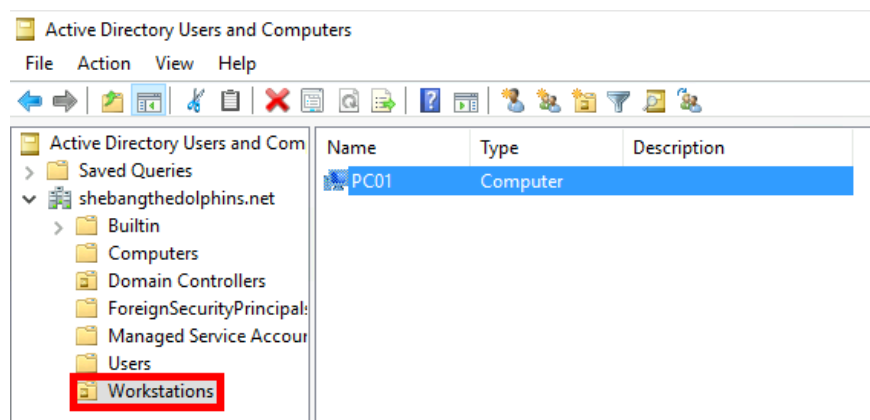 Active Directory Users and Computers
File Action View Help
Active Directory Users and Com
Saved Queries
shebangthedolphins.net
Builtin
Computers
Domain Controllers
ForeignSecurityPrincipals
Managed Service Accour
Users
Workstations
Name Type Description
PC01 Computer